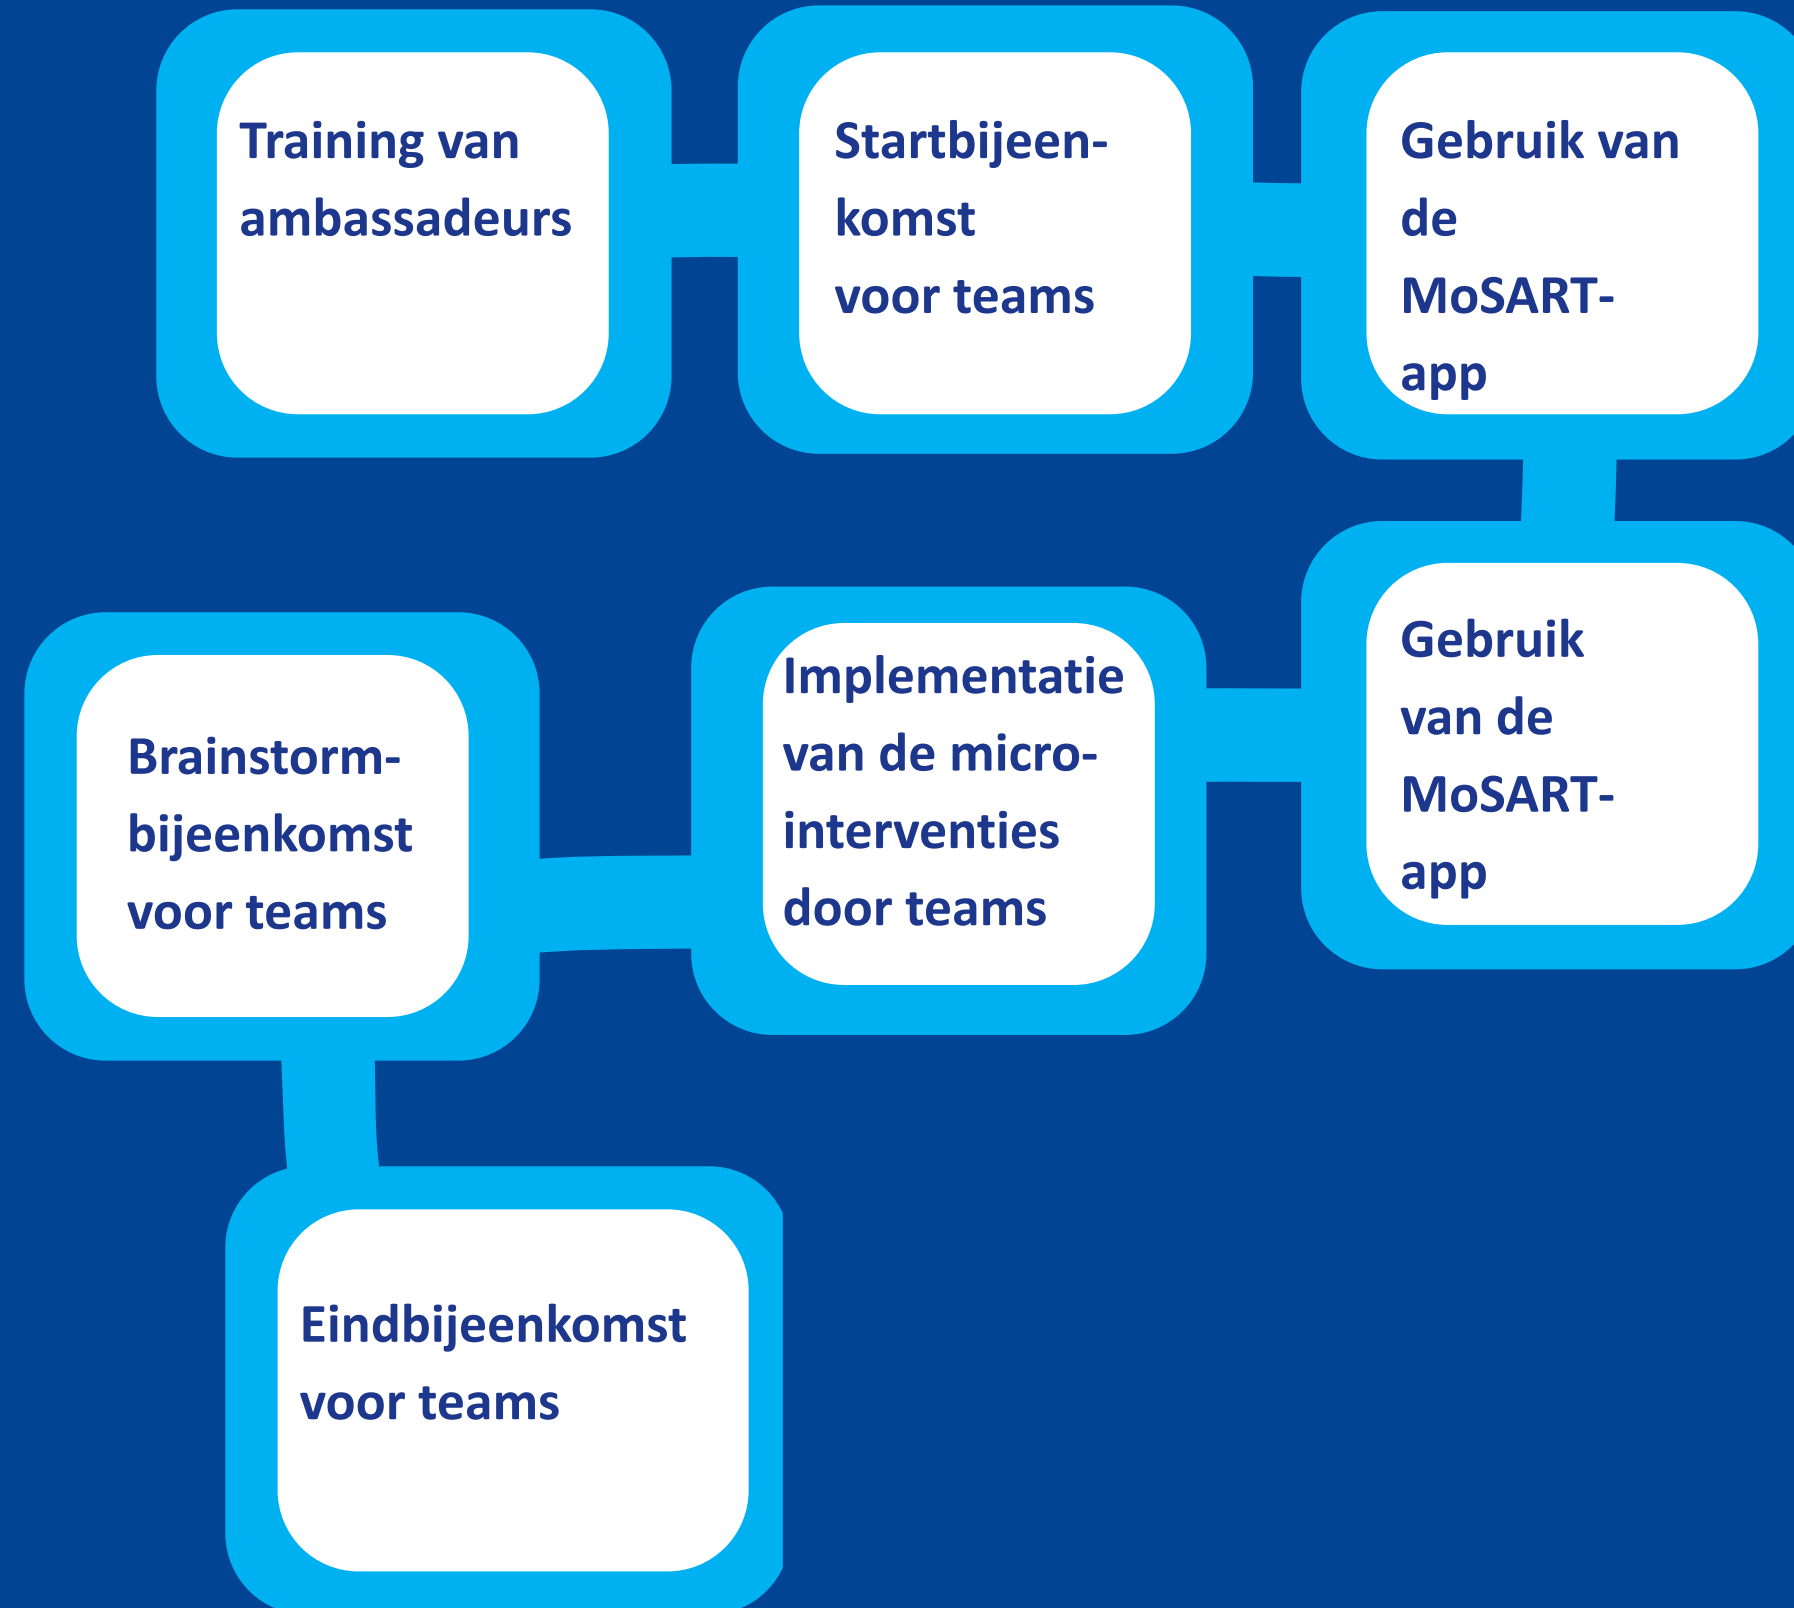 Training van
ambassadeurs
Startbijeen-
komst
voor teams
Gebruik van
de
MoSART-
app
Gebruik
van de
MoSART-
app
Implementatie
van de micro-
interventies
door teams
Brainstorm-
bijeenkomst
voor teams
Eindbijeenkomst
voor teams